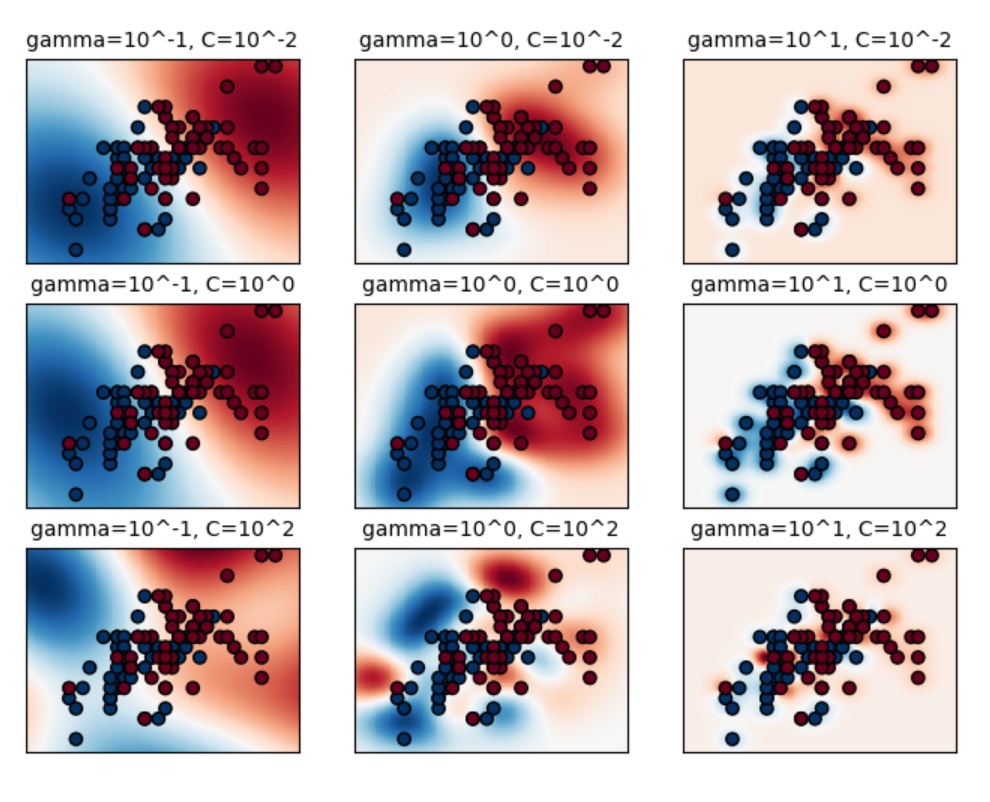 gamma=10^-1, C=10^-2
gamma=10^0, C=10^-2
gamma=10^1, C=10^-2
gamma=10^-1, C=10^0
gamma=10^0, C=10^0
gamma=10^1, C=10^0
gamma=10^-1, C=10^2
gamma=10^0, C=10^2
gamma=10^1, C=10^2